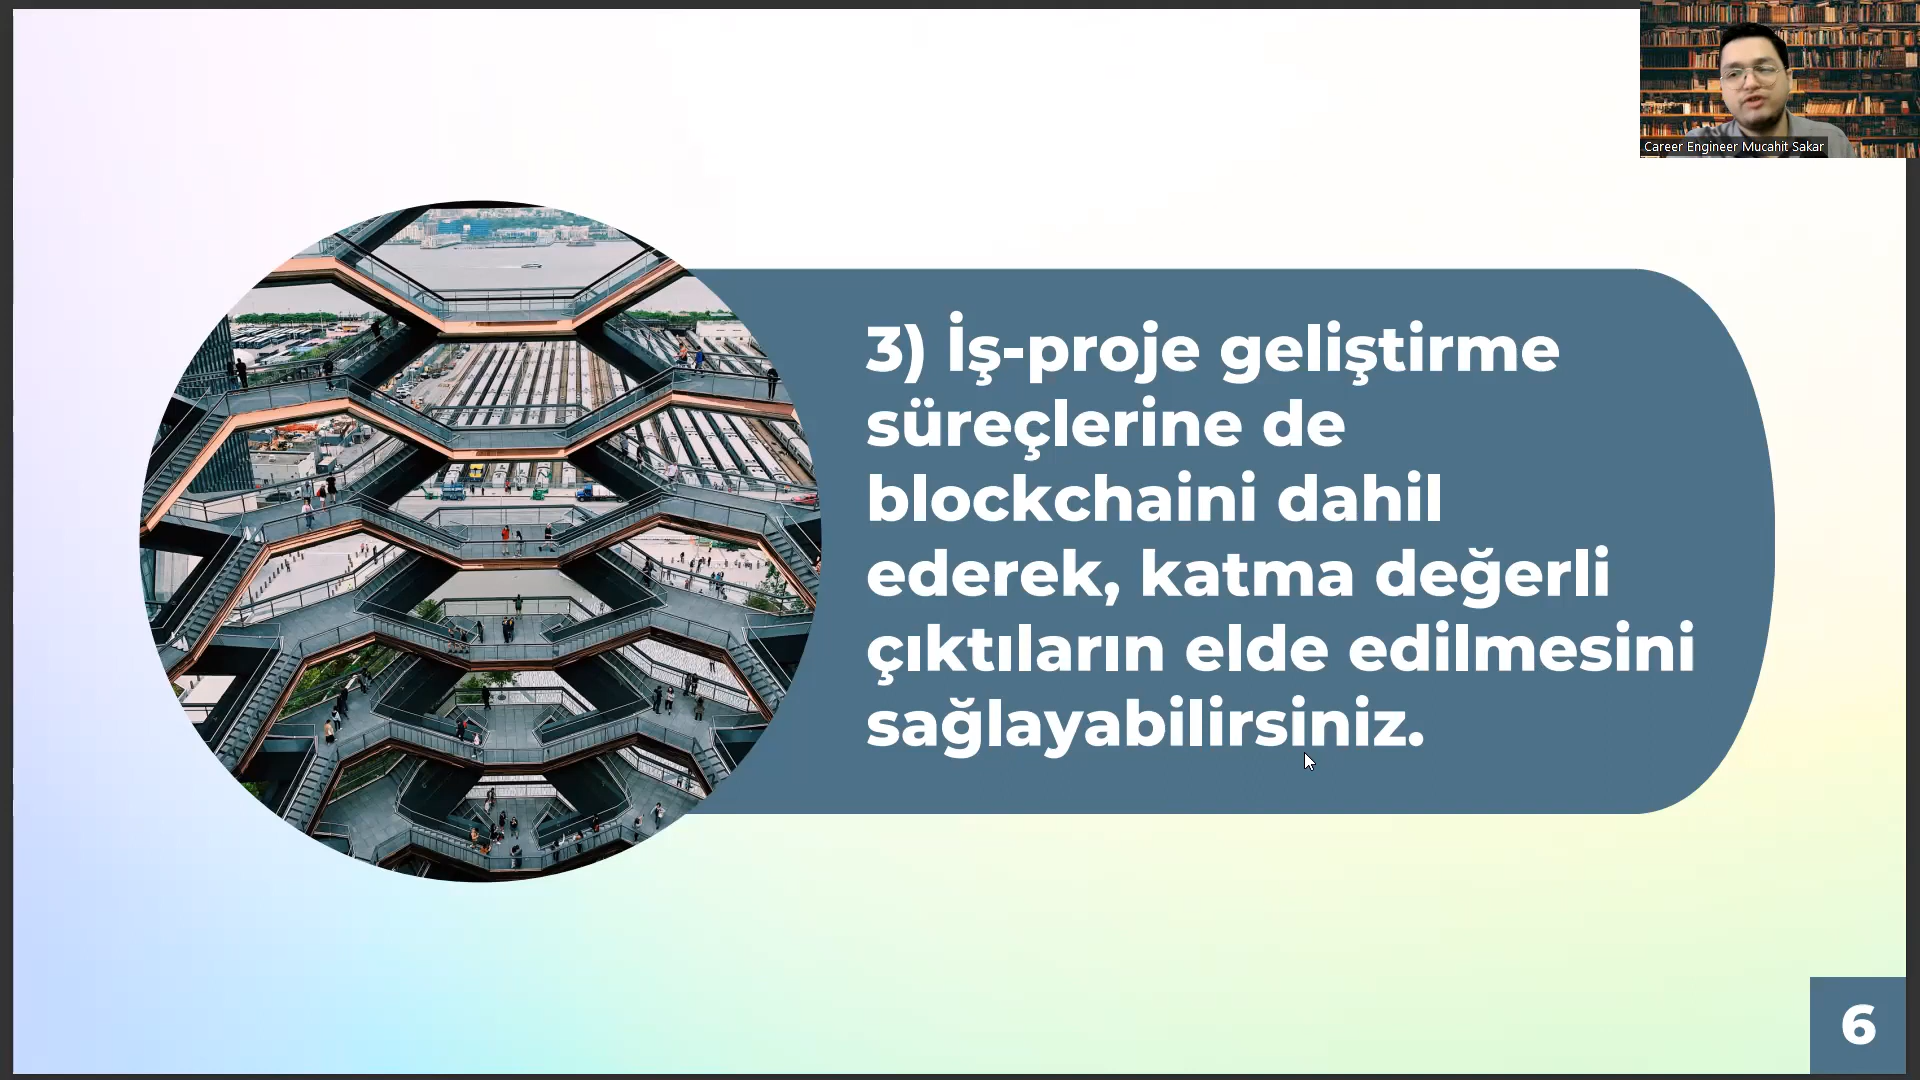 Career Engineer Mucahit Sakar
3) İş-proje geliştirme
süreçlerine de
blockchaini dahil
ederek, katma değerli
çıktıların elde edilmesini
sağlayabilirsiniz.
6